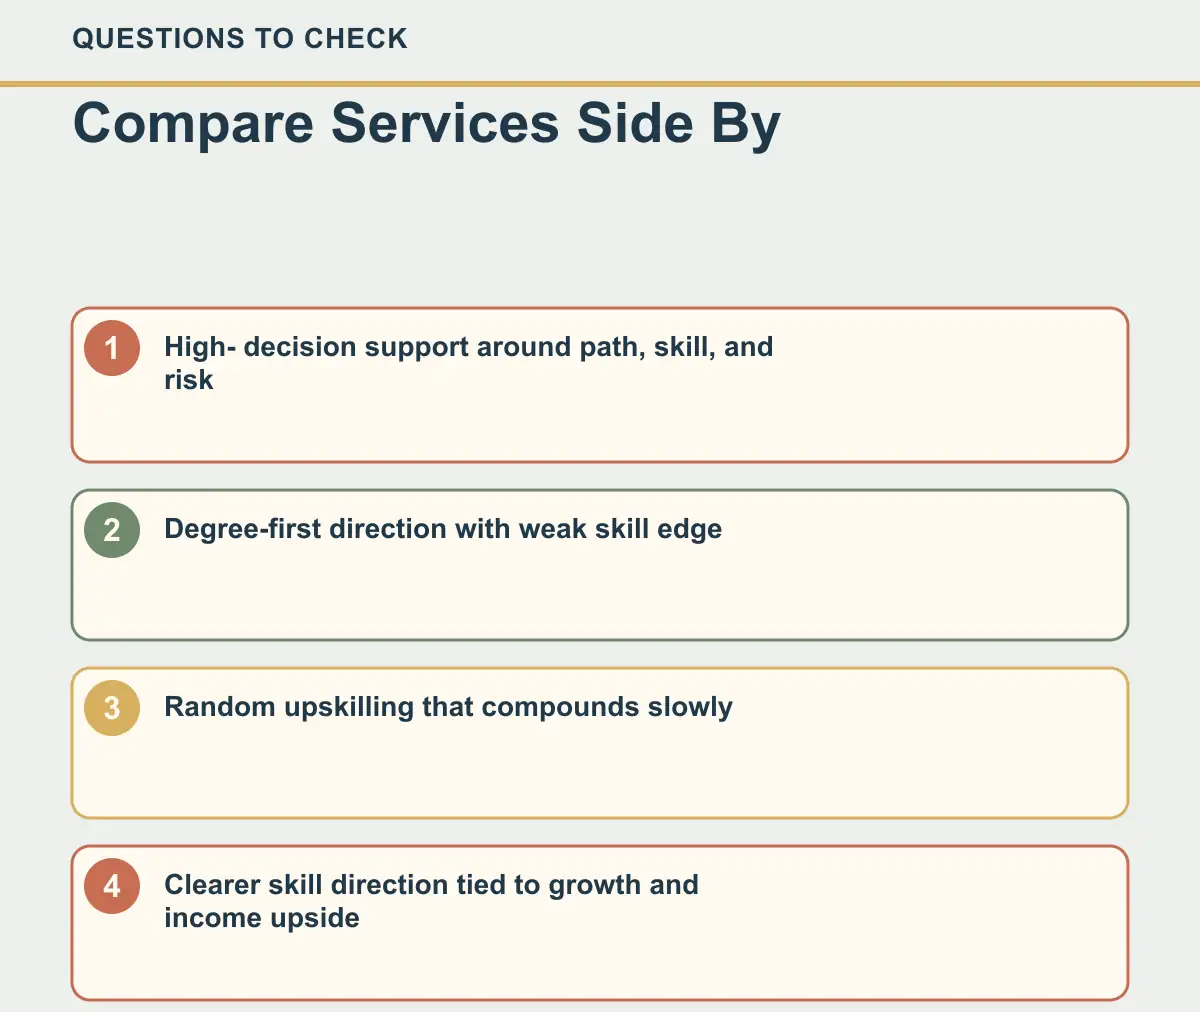 QUESTIONS TO CHECK
Compare Services Side By
1
High- decision support around path, skill, and
risk
2
Degree-first direction with weak skill edge
3
Random upskilling that compounds slowly
4
Clearer skill direction tied to growth and
income upside